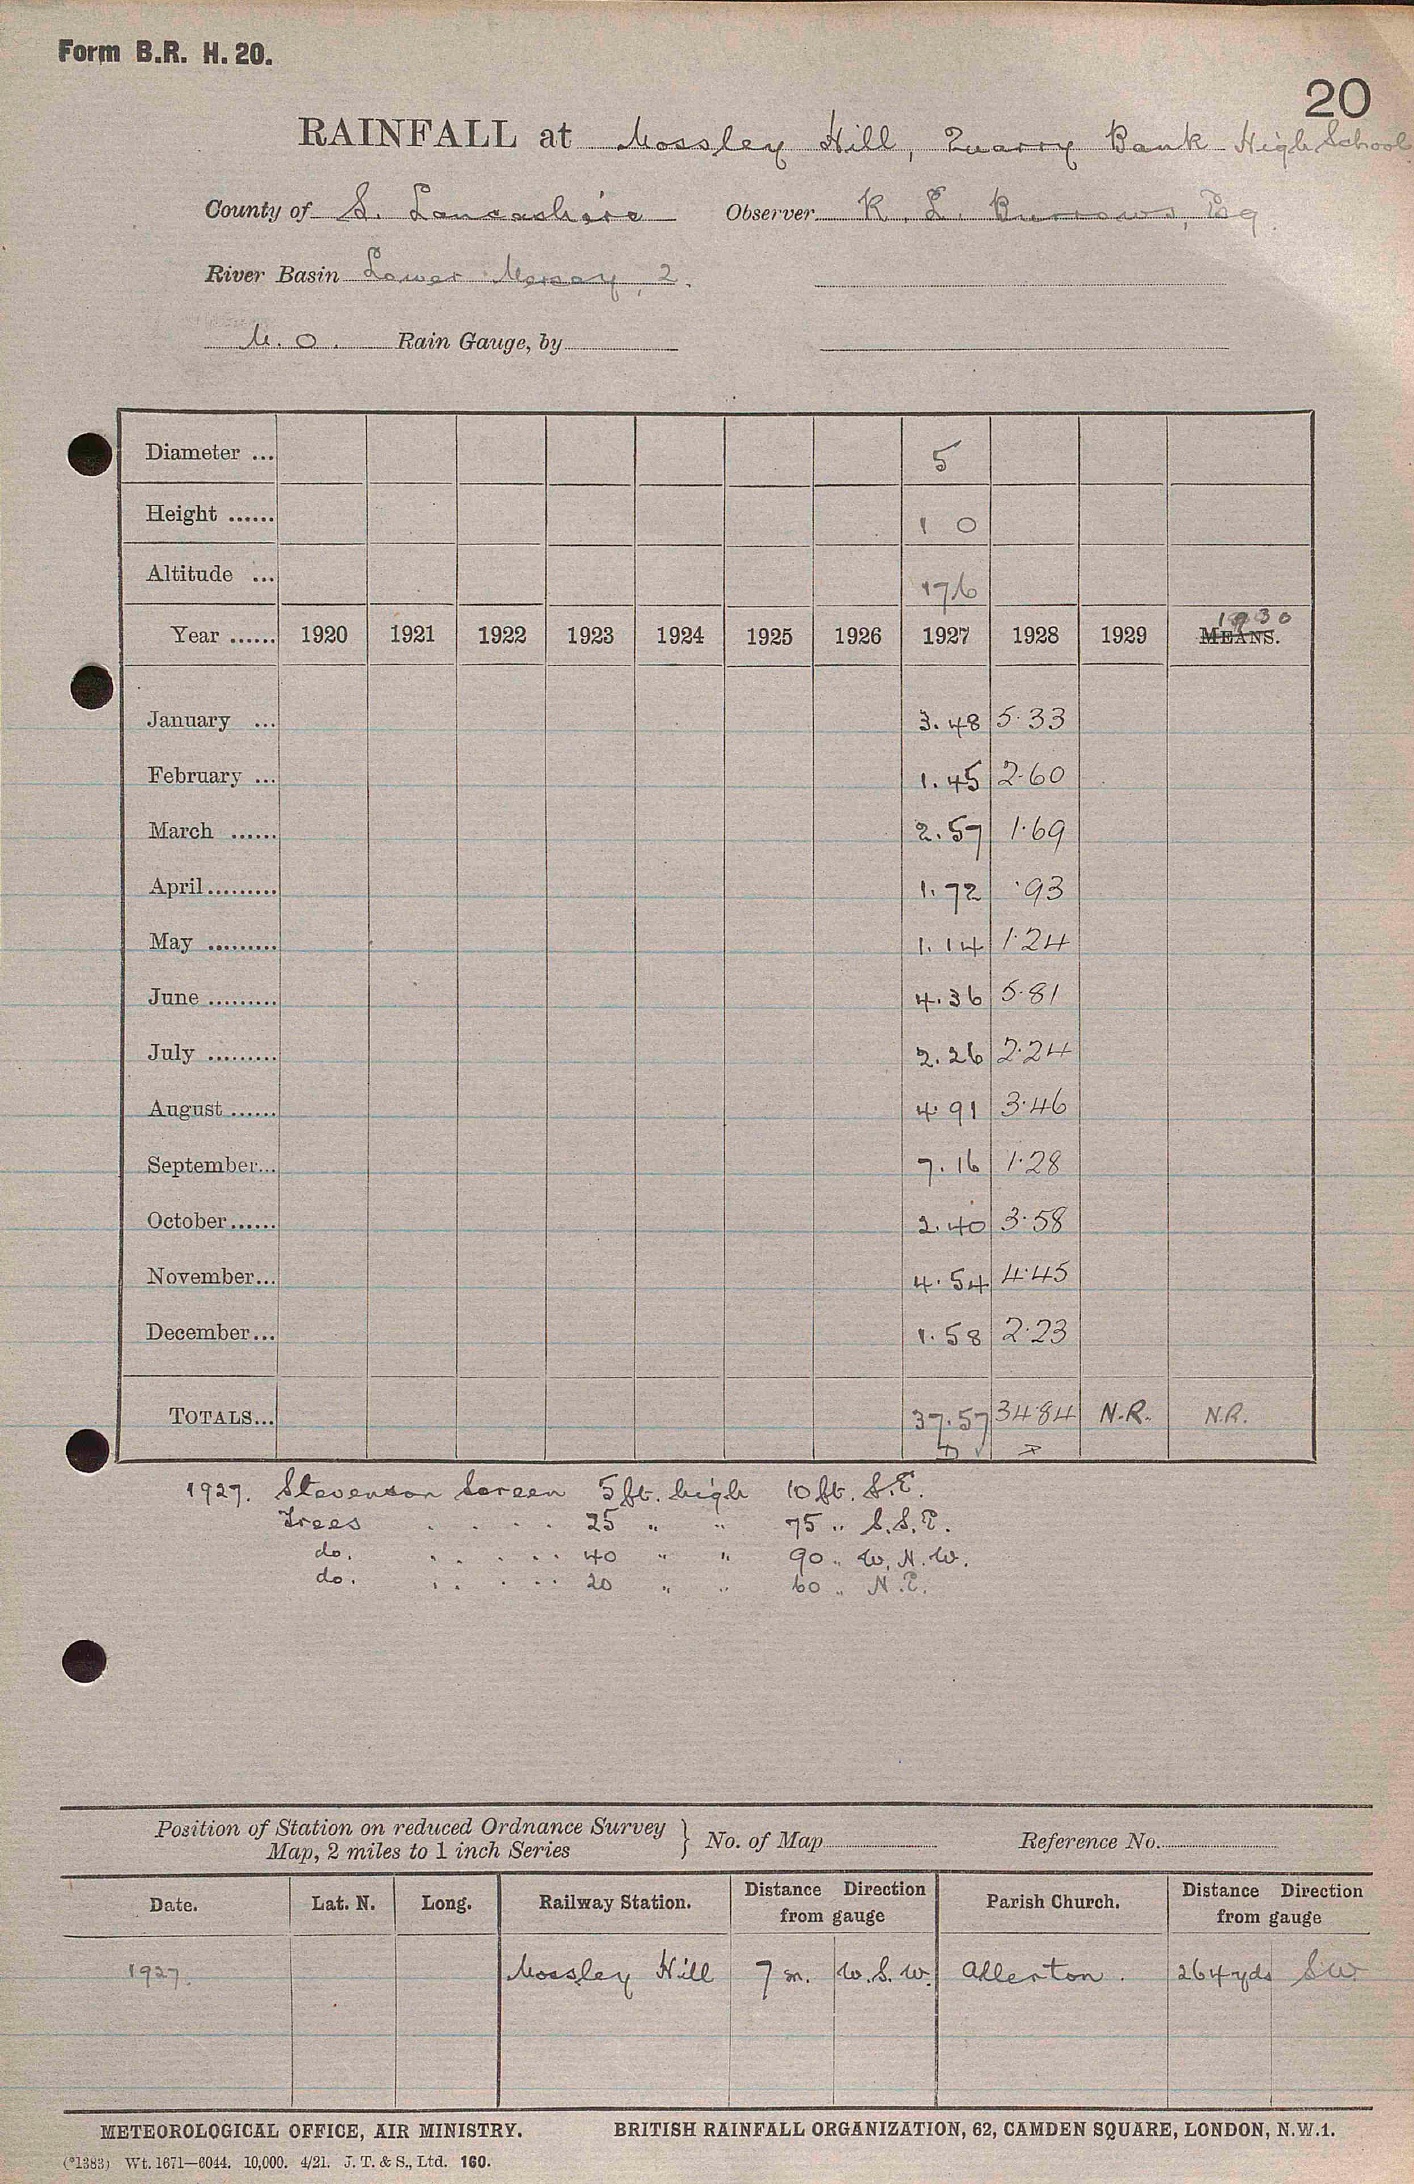 Form B.R. H. 20.
20
RAINFALL at Mossley Hill, Quarry Bank High School
County of S. Lancashire Observer K. L. Burrows, Esq.
River Basin Lower Mersey, 2.
M. O. Rain Gauge, by
Diameter ... 5
Height ...... 1 0
Altitude ... 176
1930
Year ...... 1920 1921 1922 1923 1924 1925 1926 1927 1928 1929 MEANS.
January ... 3.48 5.33
February ... 1.45 2.60
March ...... 2.57 1.69
April ......... 1.72 .93
May ......... 1.14 1.24
June ......... 4.36 5.81
July ......... 2.26 2.24
August ...... 4.91 3.46
September... 7.16 1.28
October ...... 2.40 3.58
November... 4.54 4.45
December... 1.58 2.23
TOTALS... 37.57 34.84 N.R. N.R.
1927. Stevenson Screen 5 ft. high 10 ft. S.E.
Trees . . . . 25 " " 75 " S.S.E.
do. . . . . . 40 " " 90 " W.N.W.
do. . . . . . 20 " " 60 " N.E.
Position of Station on reduced Ordnance Survey
Map, 2 miles to 1 inch Series } No. of Map Reference No.
Date. Lat. N. Long. Railway Station. Distance Direction from gauge Parish Church. Distance Direction from gauge
1927. Mossley Hill 7 m. W.S.W. Allerton. 264 yds SW
METEOROLOGICAL OFFICE, AIR MINISTRY. BRITISH RAINFALL ORGANIZATION, 62, CAMDEN SQUARE, LONDON, N.W.1.
(*1383) Wt. 1671—6044. 10,000. 4/21. J. T. & S., Ltd. 160.